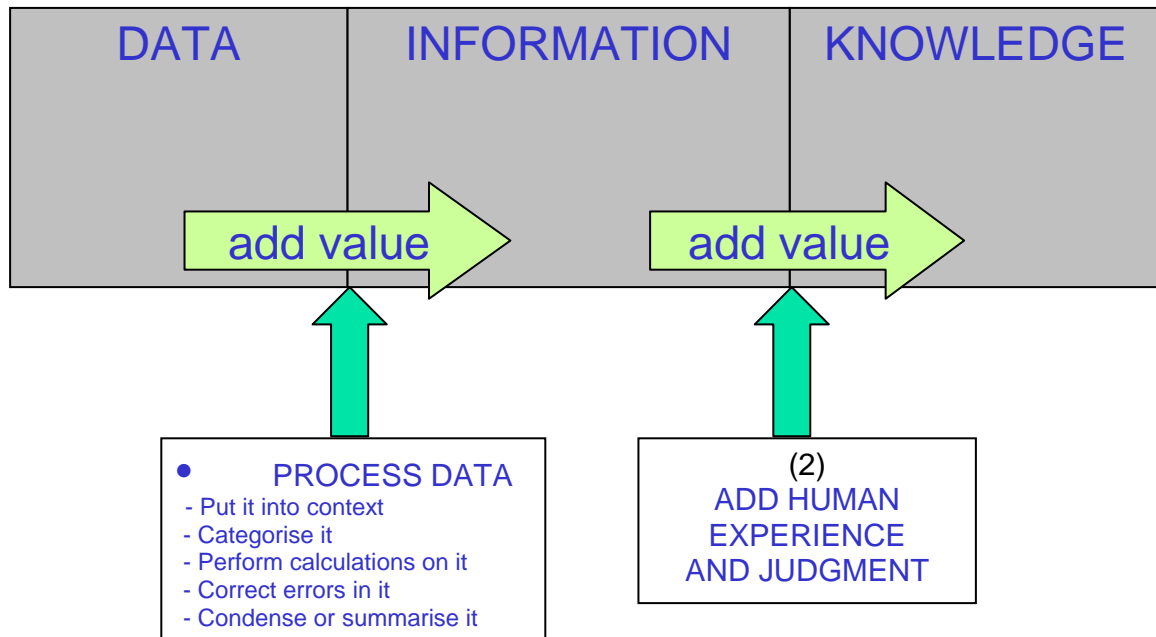 DATA
INFORMATION
KNOWLEDGE
add value
add value
• PROCESS DATA
- Put it into context
- Categorise it
- Perform calculations on it
- Correct errors in it
- Condense or summarise it
(2)
ADD HUMAN
EXPERIENCE
AND JUDGMENT